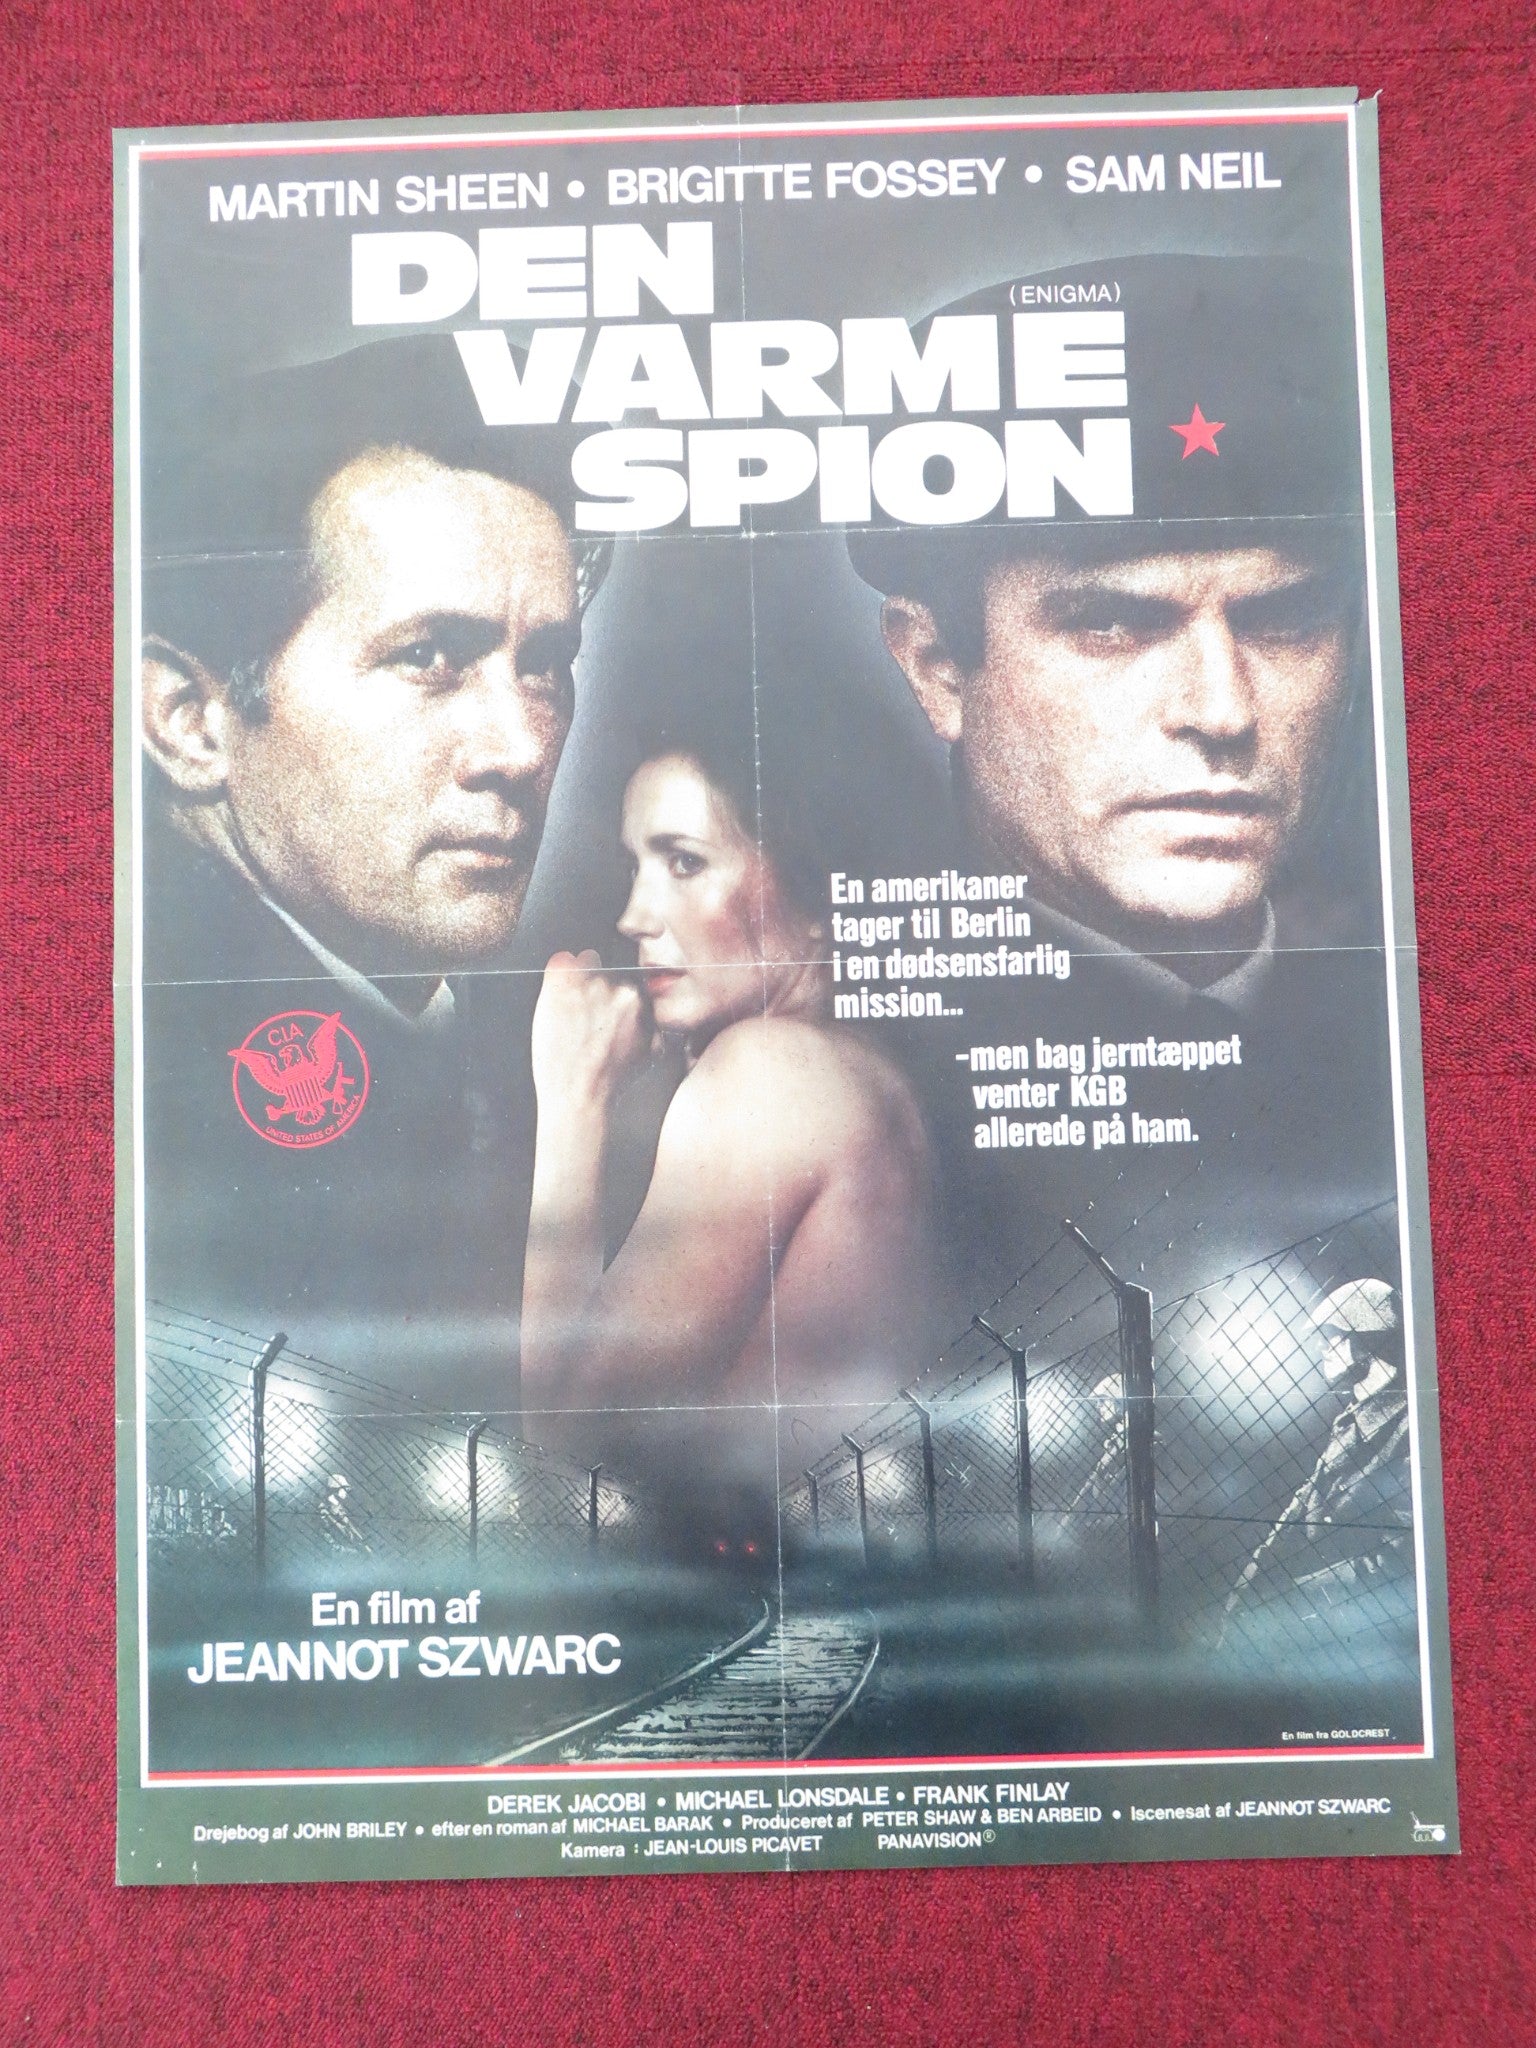 MARTIN SHEEN • BRIGITTE FOSSEY • SAM NEIL
DEN
(ENIGMA)
VARME
SPION
En amerikaner
tager til Berlin
i en dødsensfarlig
mission...
-men bag jerntæppet
venter KGB
allerede på ham.
C.I.A
UNITED STATES OF AMERICA
En film af
JEANNOT SZWARC
En film fra GOLDCREST
DEREK JACOBI • MICHAEL LONSDALE • FRANK FINLAY
Drejebog af JOHN BRILEY • efter en roman af MICHAEL BARAK • Produceret af PETER SHAW & BEN ARBEID • Iscenesat af JEANNOT SZWARC
Kamera : JEAN-LOUIS PICAVET PANAVISION®